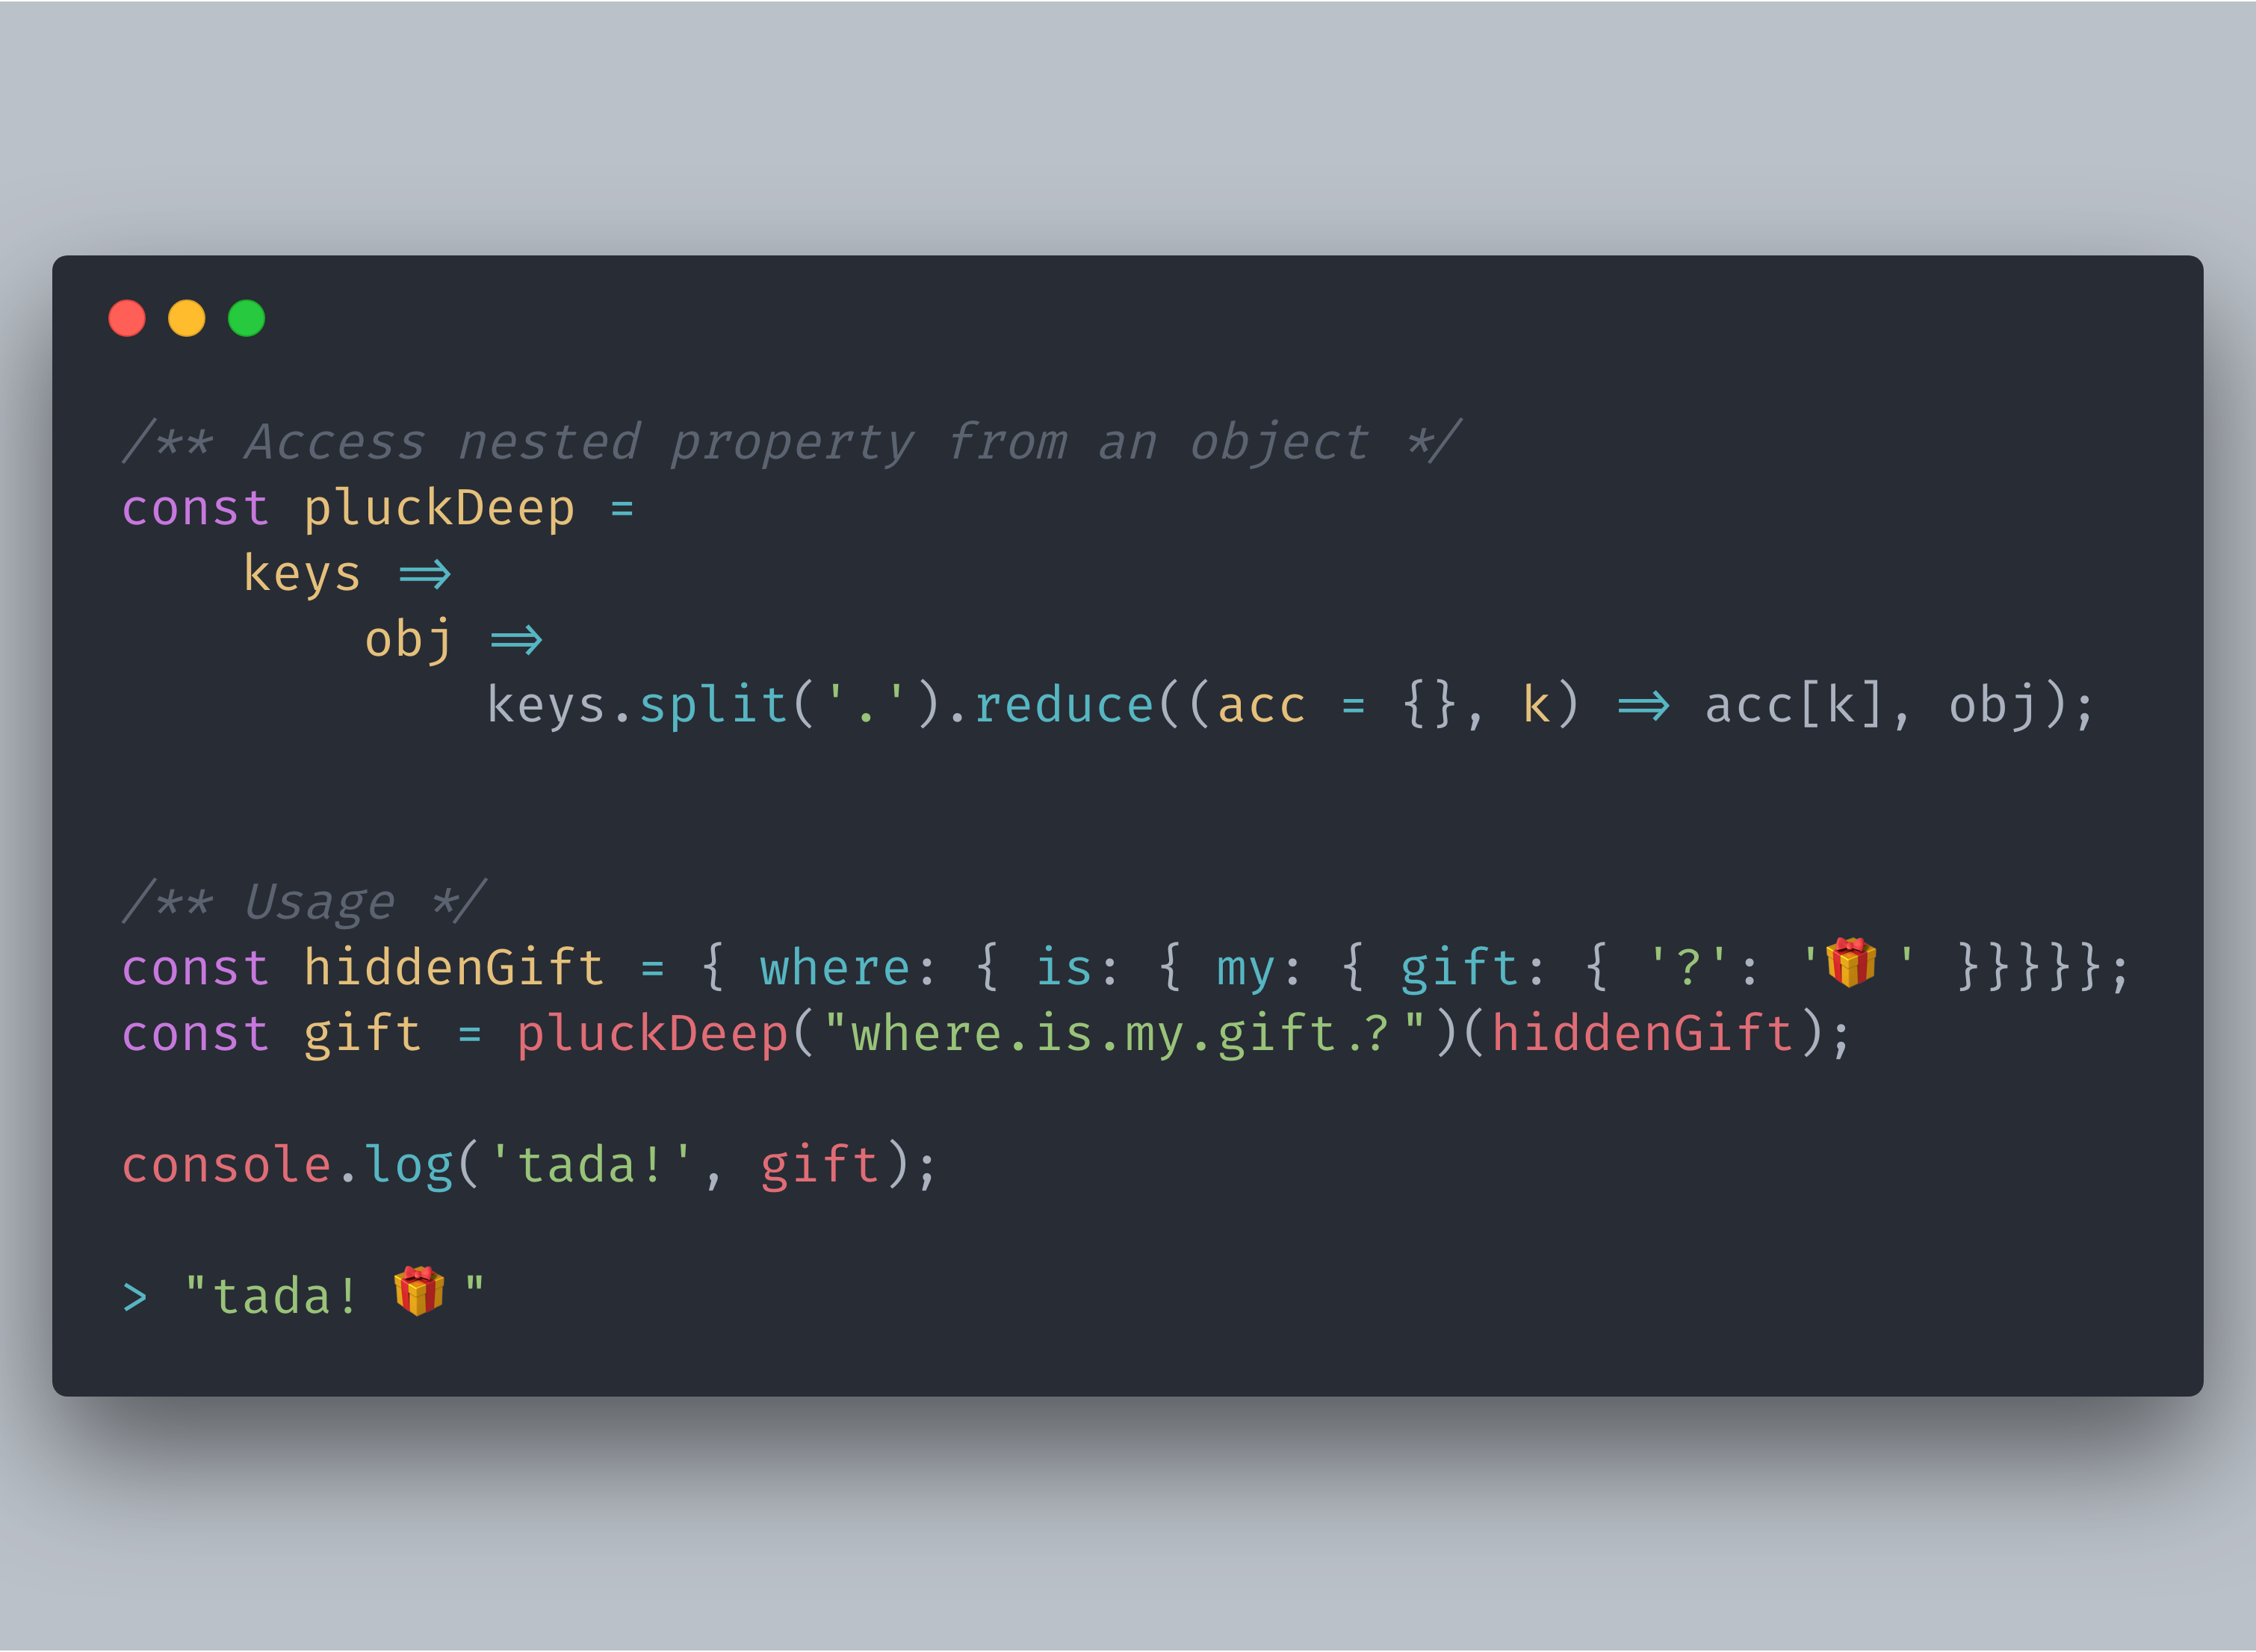 /** Access nested property from an object */
const pluckDeep =
    keys =>
        obj =>
            keys.split('.').reduce((acc = {}, k) => acc[k], obj);
/** Usage */
const hiddenGift = { where: { is: { my: { gift: { '?': '🎁' }}}}};
const gift = pluckDeep("where.is.my.gift.?")(hiddenGift);
console.log('tada!', gift);
> "tada! 🎁"